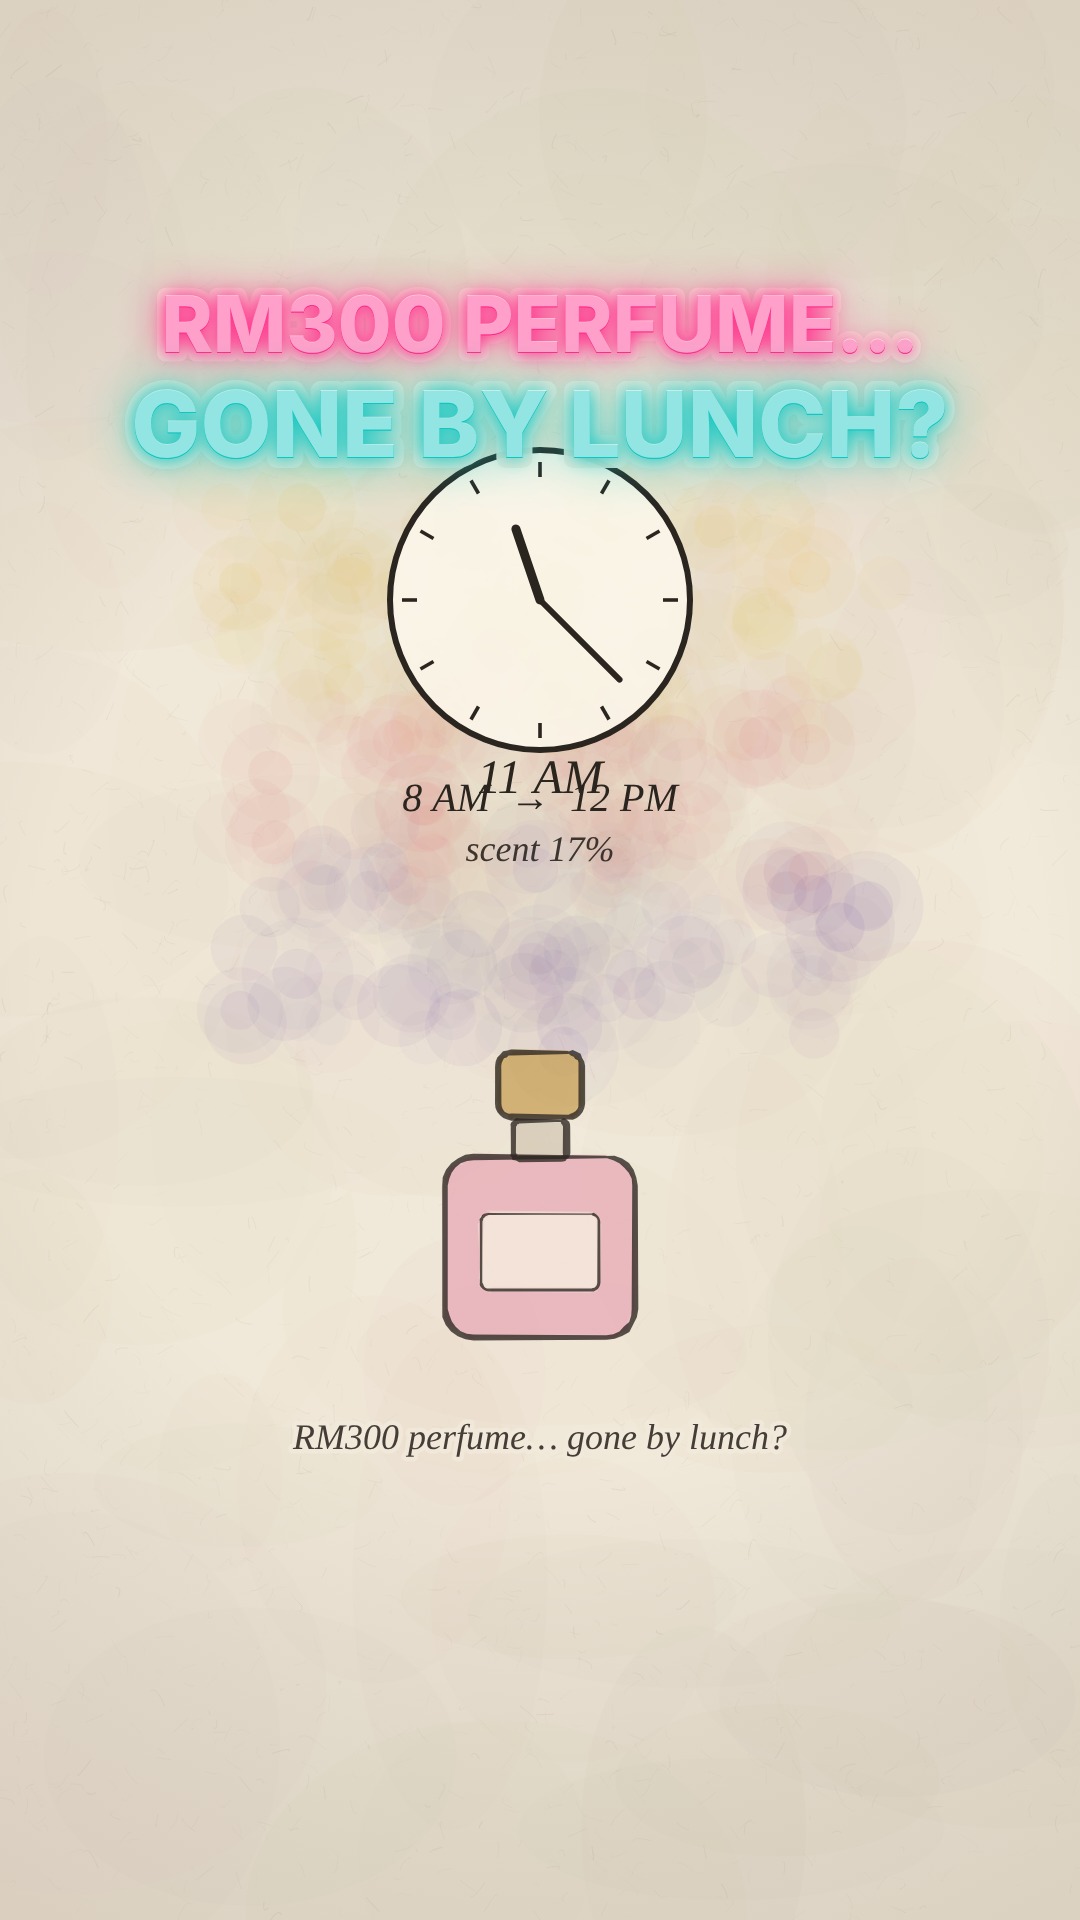 RM300 PERFUME…
GONE BY LUNCH?
11 AM
8 AM → 12 PM
scent 17%
RM300 perfume… gone by lunch?